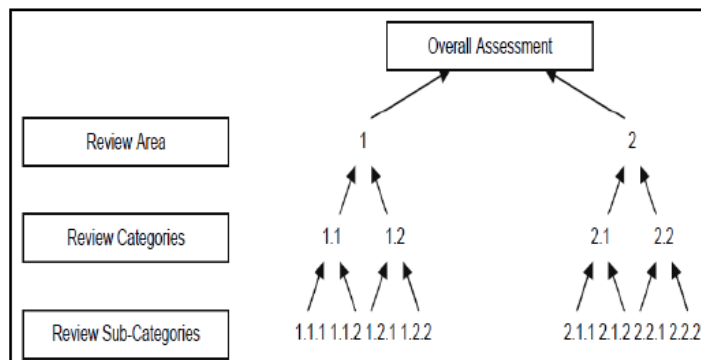 Overall Assessment
Review Area 1 2
Review Categories 1.1 1.2 2.1 2.2
Review Sub-Categories 1.1.1 1.1.2 1.2.1 1.2.2 2.1.1 2.1.2 2.2.1 2.2.2